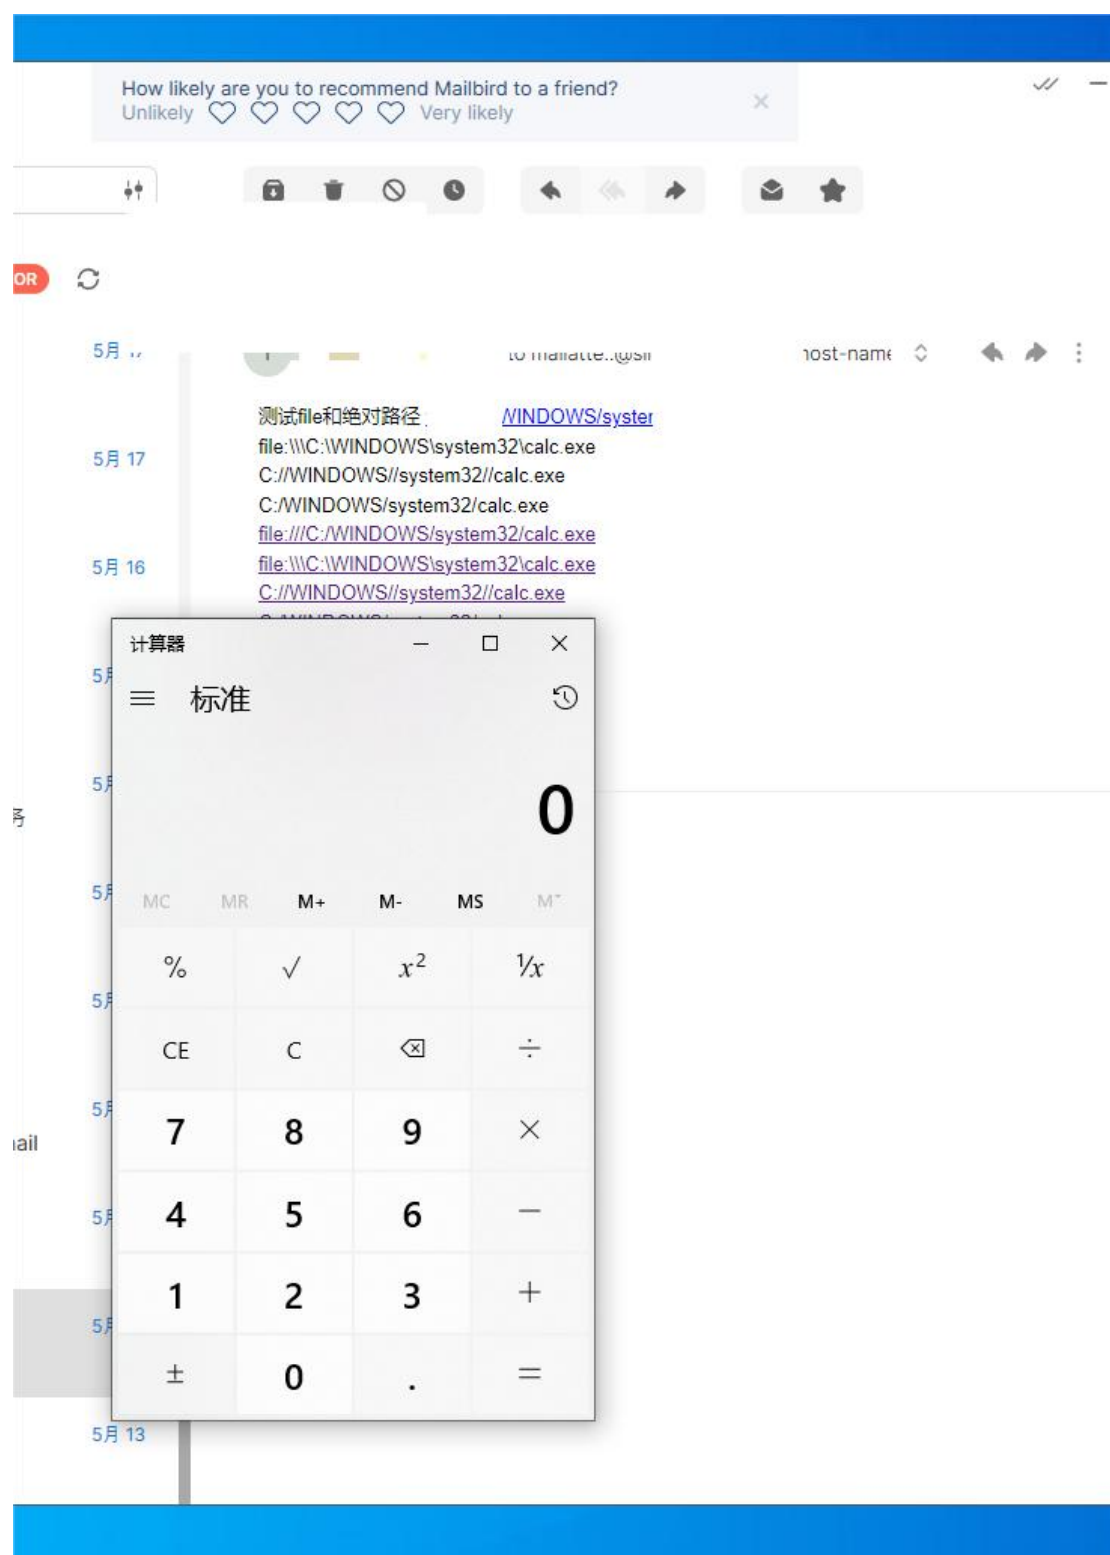 How likely are you to recommend Mailbird to a friend?
Unlikely Very likely
OR
5月
host-name
测试file和绝对路径 /WINDOWS/syster
file:\\\C:\WINDOWS\system32\calc.exe
5月 17
C://WINDOWS//system32//calc.exe
C:/WINDOWS/system32/calc.exe
file:///C:/WINDOWS/system32/calc.exe
5月 16
file:\\\C:\WINDOWS\system32\calc.exe
C://WINDOWS//system32//calc.exe
计算器
标准
0
序
MC MR M+ M- MS M˅
% √ x² ¹/x
CE C ÷
7 8 9 ×
ail
4 5 6 −
1 2 3 +
± 0 . =
5月 13